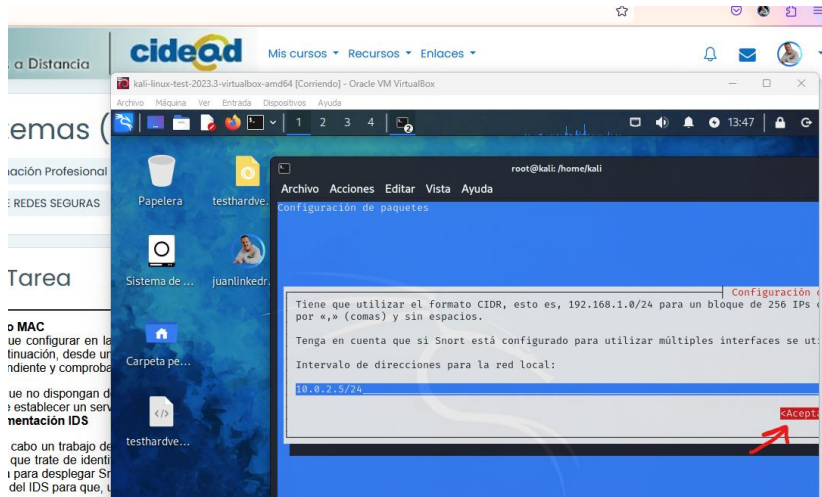 a Distancia
cidead
Mis cursos Recursos Enlaces
kali-linux-test-2023.3-virtualbox-amd64 [Corriendo] - Oracle VM VirtualBox
Archivo Máquina Ver Entrada Dispositivos Ayuda
1 2 3 4
13:47
emas (
nación Profesional
E REDES SEGURAS
Tarea
o MAC
ue configurar en la
tinuación, desde un
ndiente y comproba
ue no dispongan d
e establecer un serv
mentación IDS
cabo un trabajo de
que trate de identi
a para desplegar Sr
del IDS para que, u
Papelera
testhardve...
Sistema de ...
juanlinkedr
Carpeta pe...
testhardve...
root@kali: /home/kali
Archivo Acciones Editar Vista Ayuda
Configuración de paquetes
Configuración
Tiene que utilizar el formato CIDR, esto es, 192.168.1.0/24 para un bloque de 256 IPs
por «,» (comas) y sin espacios.
Tenga en cuenta que si Snort está configurado para utilizar múltiples interfaces se ut
Intervalo de direcciones para la red local:
10.0.2.5/24
<Acept
</>